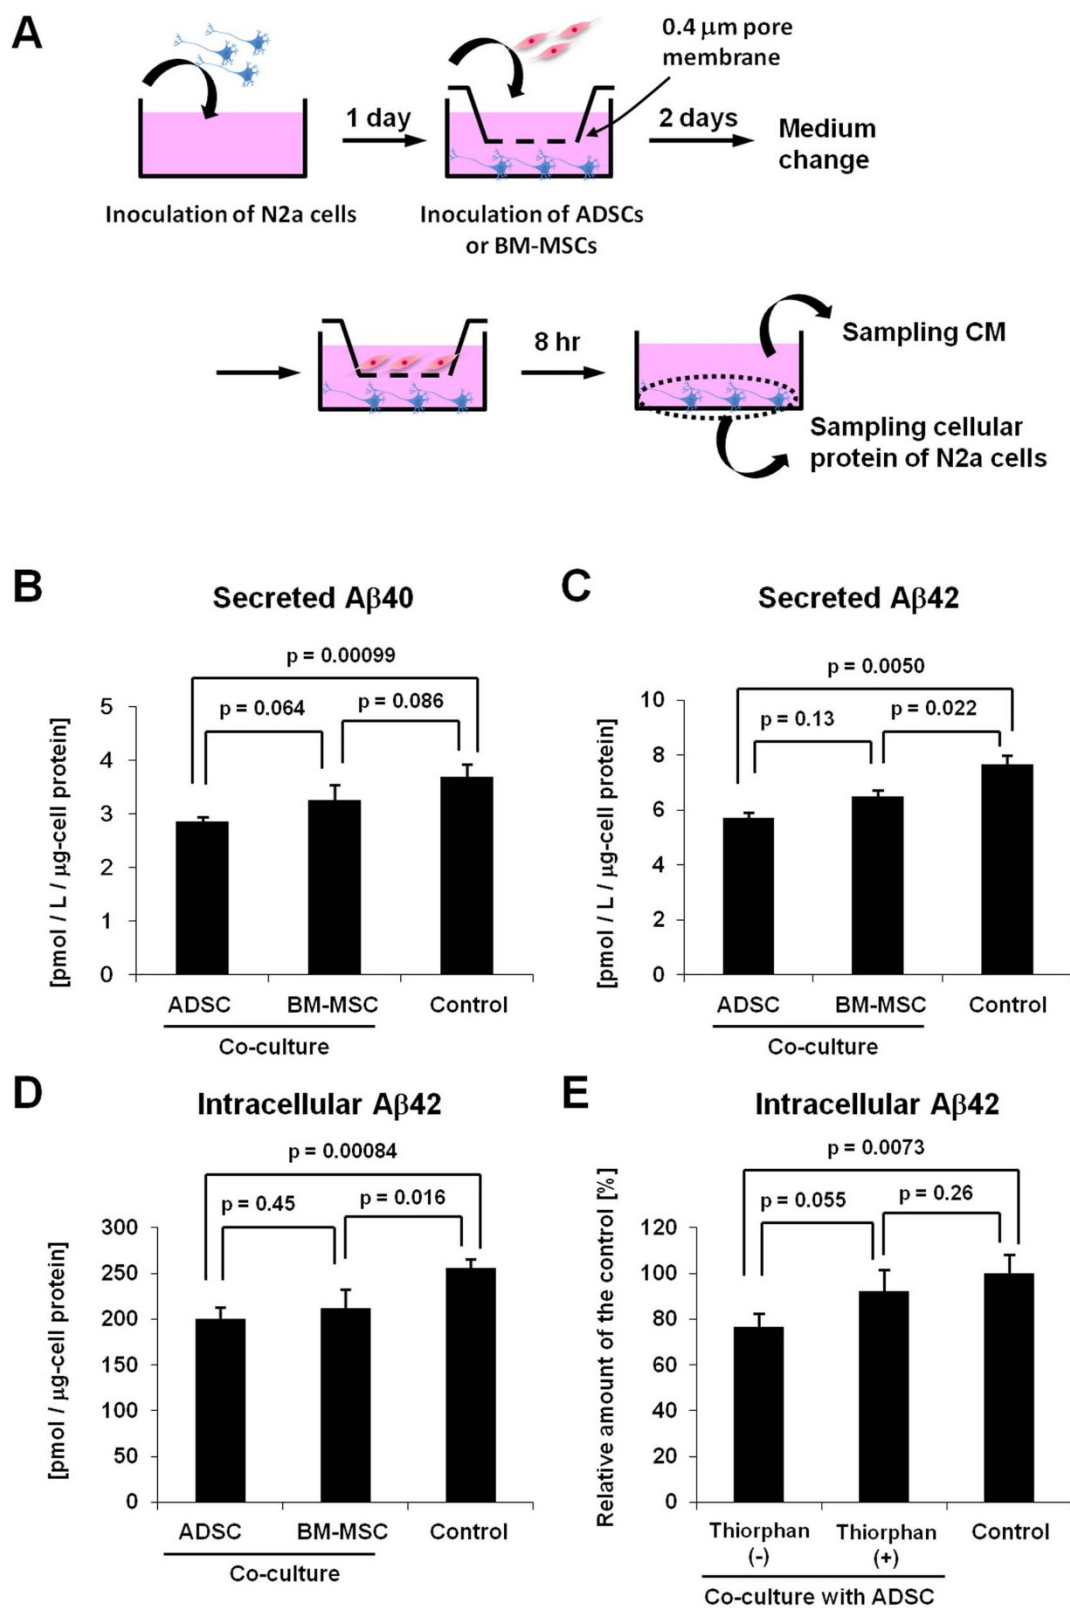 A
0.4 μm pore
membrane
1 day
2 days
Medium
change
Inoculation of N2a cells
Inoculation of ADSCs
or BM-MSCs
8 hr
Sampling CM
Sampling cellular
protein of N2a cells
B
Secreted Aβ40
p = 0.00099
p = 0.064
p = 0.086
[pmol / L / μg-cell protein]
5
4
3
2
1
0
ADSC
BM-MSC
Control
Co-culture
C
Secreted Aβ42
p = 0.0050
p = 0.13
p = 0.022
[pmol / L / μg-cell protein]
10
8
6
4
2
0
ADSC
BM-MSC
Control
Co-culture
D
Intracellular Aβ42
p = 0.00084
p = 0.45
p = 0.016
[pmol / μg-cell protein]
300
250
200
150
100
50
0
ADSC
BM-MSC
Control
Co-culture
E
Intracellular Aβ42
p = 0.0073
p = 0.055
p = 0.26
Relative amount of the control [%]
120
100
80
60
40
20
0
Thiorphan
(-)
Thiorphan
(+)
Control
Co-culture with ADSC